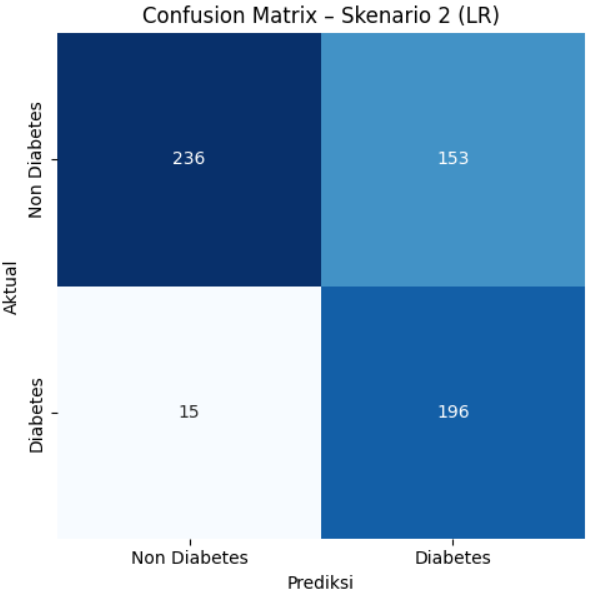 Confusion Matrix – Skenario 2 (LR)
Non Diabetes
236
153
Aktual
Diabetes
15
196
Non Diabetes
Diabetes
Prediksi